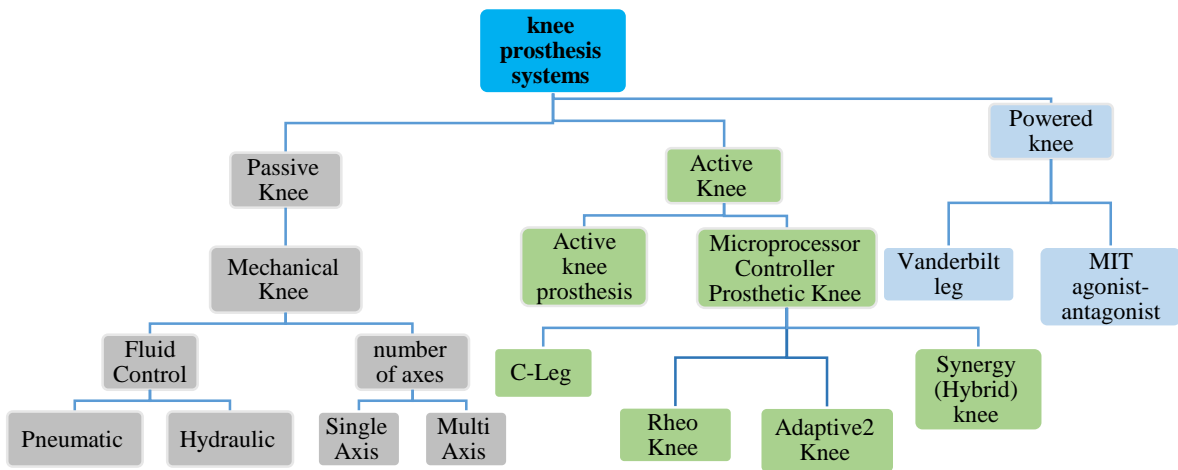 knee
prosthesis
systems
Passive
Knee
Active
Knee
Powered
knee
Mechanical
Knee
Active
knee
prosthesis
Microprocessor
Controller
Prosthetic Knee
Vanderbilt
leg
MIT
agonist-
antagonist
Fluid
Control
number
of axes
C-Leg
Synergy
(Hybrid)
knee
Pneumatic
Hydraulic
Single
Axis
Multi
Axis
Rheo
Knee
Adaptive2
Knee